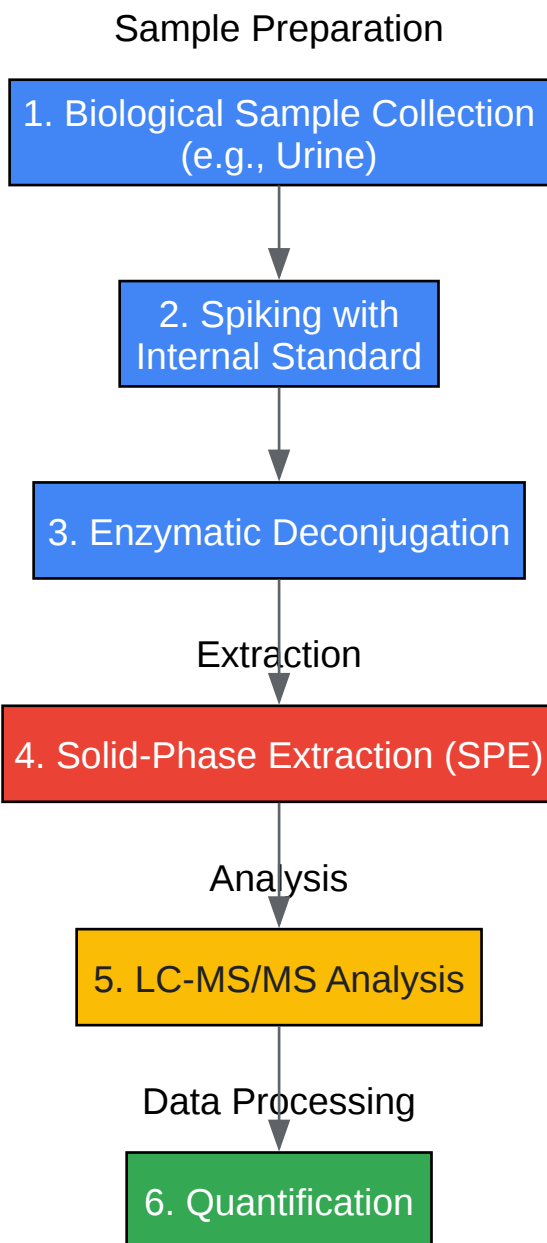 Sample Preparation
1. Biological Sample Collection
(e.g., Urine)
2. Spiking with
Internal Standard
3. Enzymatic Deconjugation
Extraction
4. Solid-Phase Extraction (SPE)
Analysis
5. LC-MS/MS Analysis
Data Processing
6. Quantification